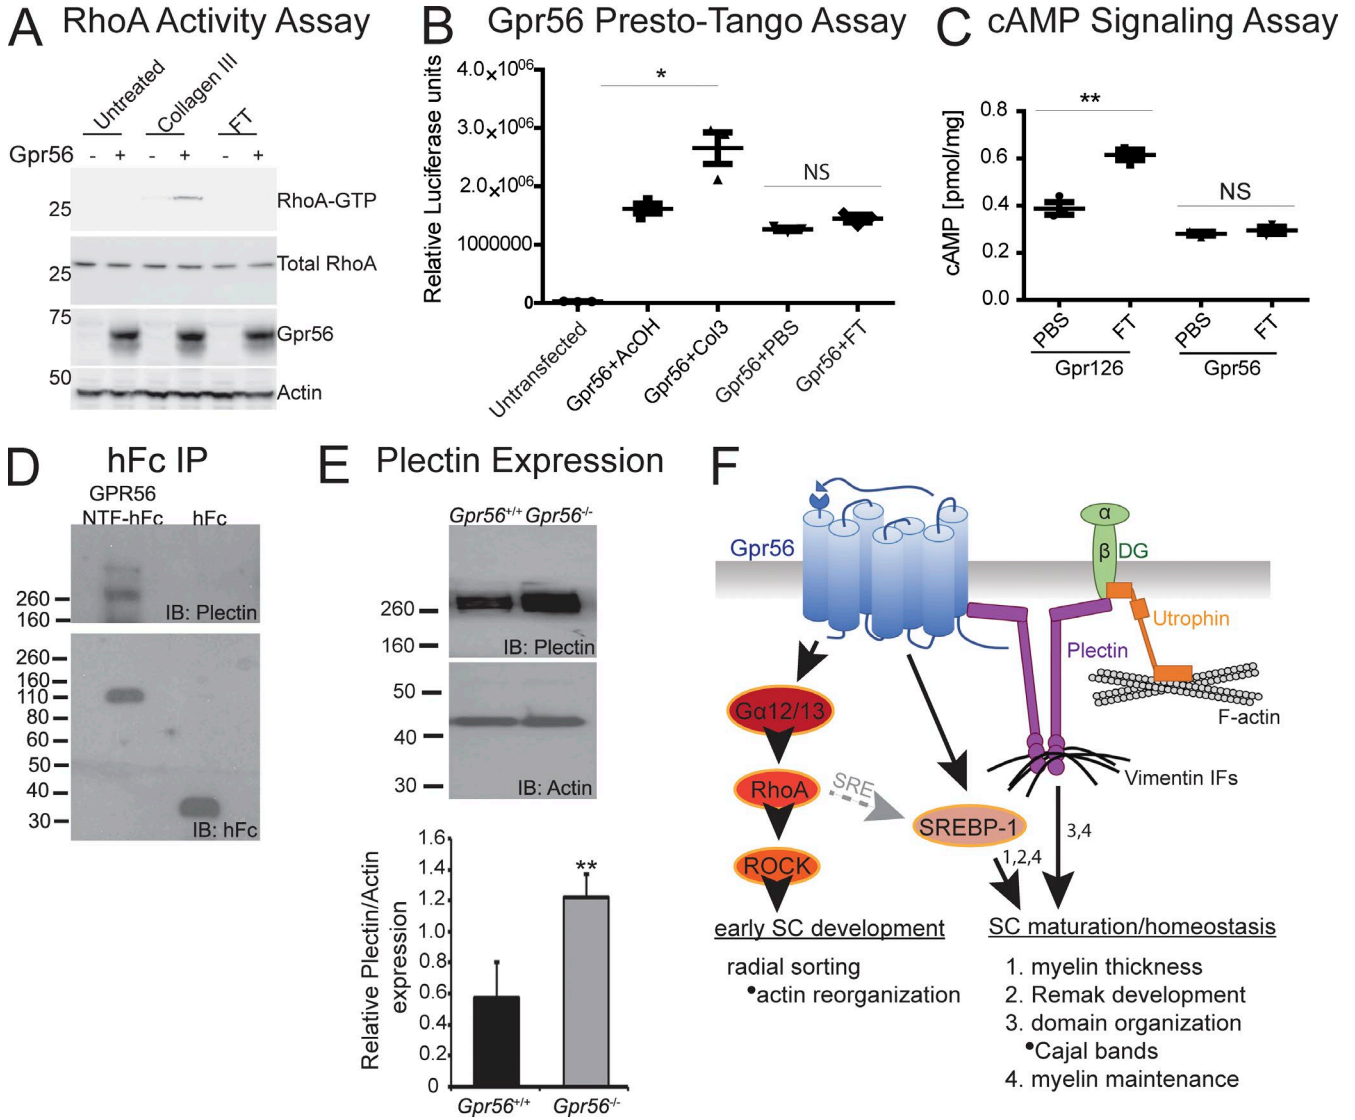 A RhoA Activity Assay
Untreated
Collagen III
FT
Gpr56 - + - + - +
25
RhoA-GTP
25
Total RhoA
75
Gpr56
50
Actin
B Gpr56 Presto-Tango Assay
Relative Luciferase units
4.0×10⁰⁶
3.0×10⁰⁶
2.0×10⁰⁶
1000000
0
*
NS
Untransfected
Gpr56+AcOH
Gpr56+Col3
Gpr56+PBS
Gpr56+FT
C cAMP Signaling Assay
cAMP [pmol/mg]
0.8
0.6
0.4
0.2
0.0
**
NS
PBS
FT
PBS
FT
Gpr126
Gpr56
D hFc IP
GPR56
NTF-hFc hFc
260
160
IB: Plectin
260
160
110
80
60
50
40
30
IB: hFc
E Plectin Expression
Gpr56⁺/⁺ Gpr56⁻/⁻
260
160
IB: Plectin
50
40
30
IB: Actin
Relative Plectin/Actin
expression
1.6
1.4
1.2
1.0
0.8
0.6
0.4
0.2
0
**
Gpr56⁺/⁺
Gpr56⁻/⁻
F
Gpr56
α
β DG
Utrophin
Plectin
F-actin
Vimentin IFs
Gα12/13
RhoA
SRE
SREBP-1
ROCK
1,2,4
3,4
early SC development
radial sorting
•actin reorganization
SC maturation/homeostasis
1. myelin thickness
2. Remak development
3. domain organization
•Cajal bands
4. myelin maintenance